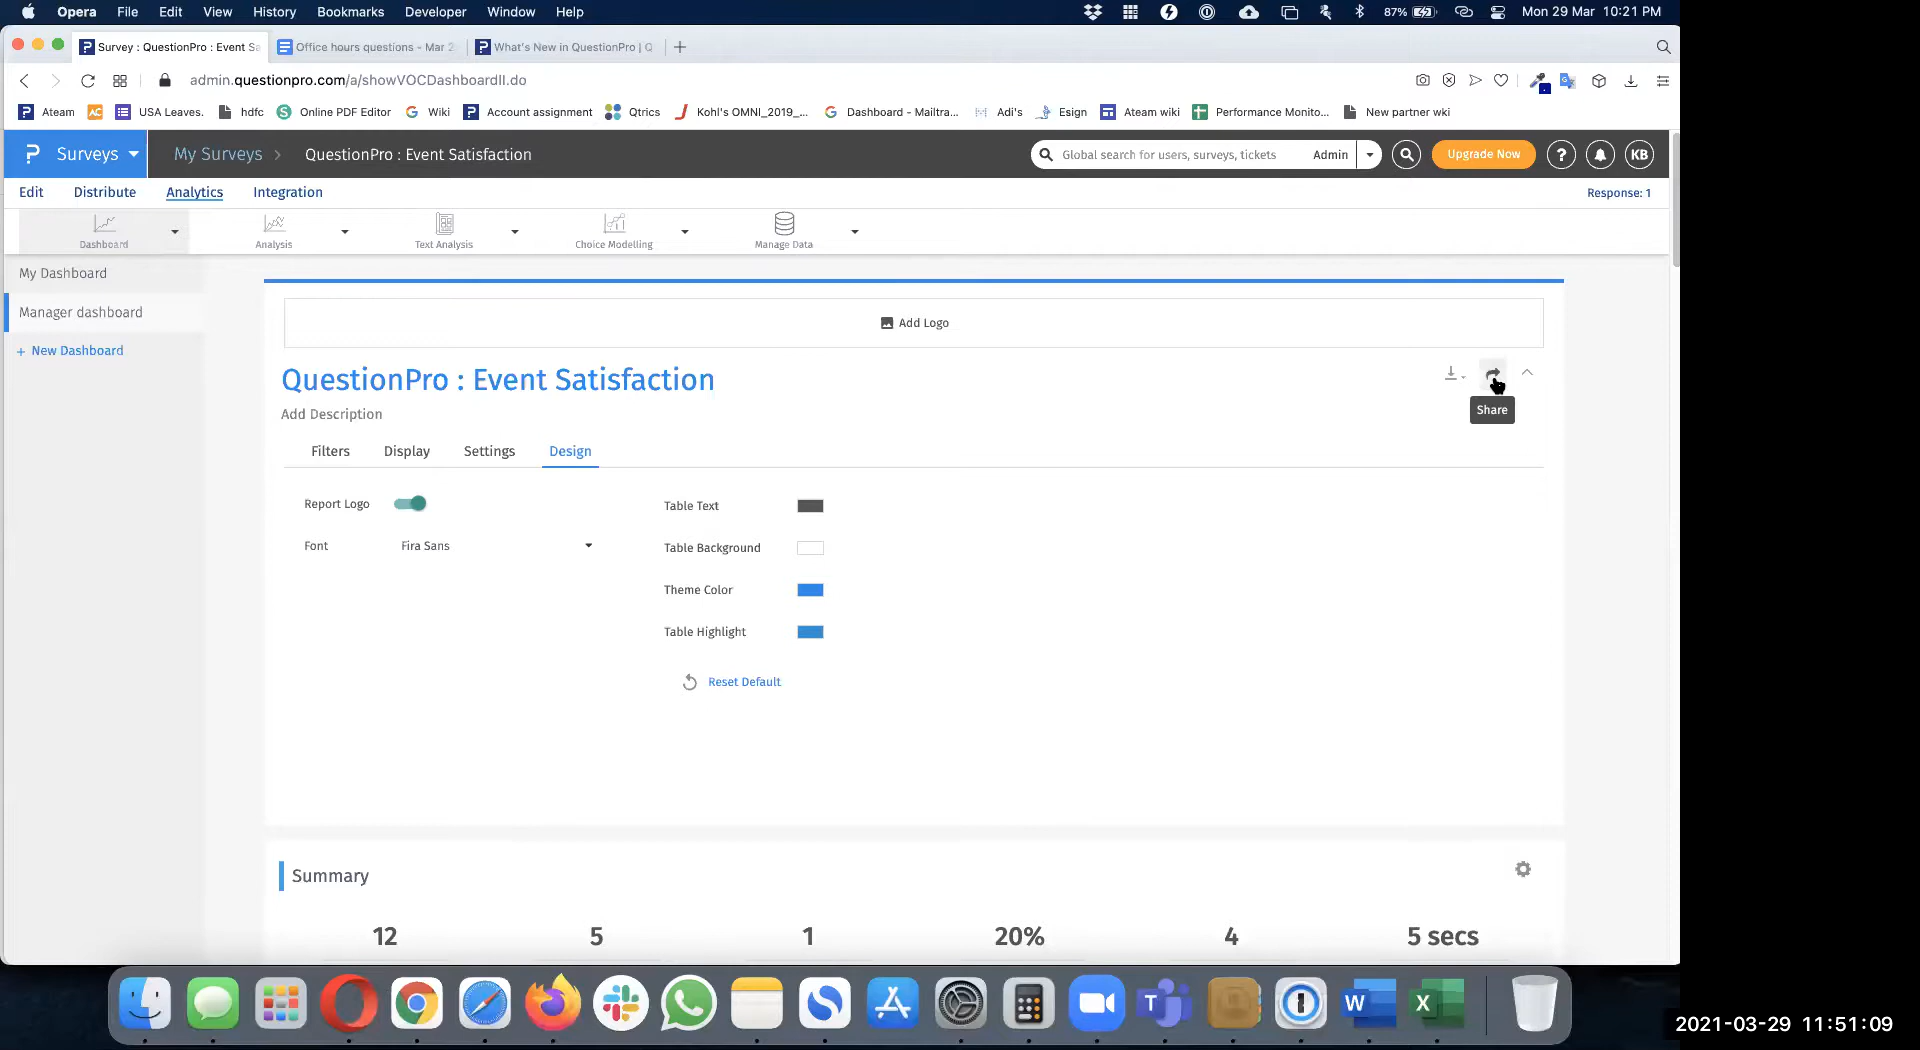 Opera File Edit View History Bookmarks Developer Window Help 87% Mon 29 Mar 10:21 PM
Survey : QuestionPro : Event Sa Office hours questions - Mar 2 What's New in QuestionPro | Q
admin.questionpro.com/a/showVOCDashboardII.do
Ateam USA Leaves. hdfc Online PDF Editor Wiki Account assignment Qtrics Kohl's OMNI_2019_... Dashboard - Mailtra... Adi's Esign Ateam wiki Performance Monito... New partner wki
Surveys My Surveys > QuestionPro : Event Satisfaction Global search for users, surveys, tickets Admin Upgrade Now ? KB
Edit Distribute Analytics Integration Response: 1
Dashboard Analysis Text Analysis Choice Modelling Manage Data
My Dashboard
Manager dashboard
+ New Dashboard
Add Logo
QuestionPro : Event Satisfaction
Share
Add Description
Filters Display Settings Design
Report Logo
Font Fira Sans
Table Text
Table Background
Theme Color
Table Highlight
Reset Default
Summary
12 5 1 20% 4 5 secs
2021-03-29 11:51:09